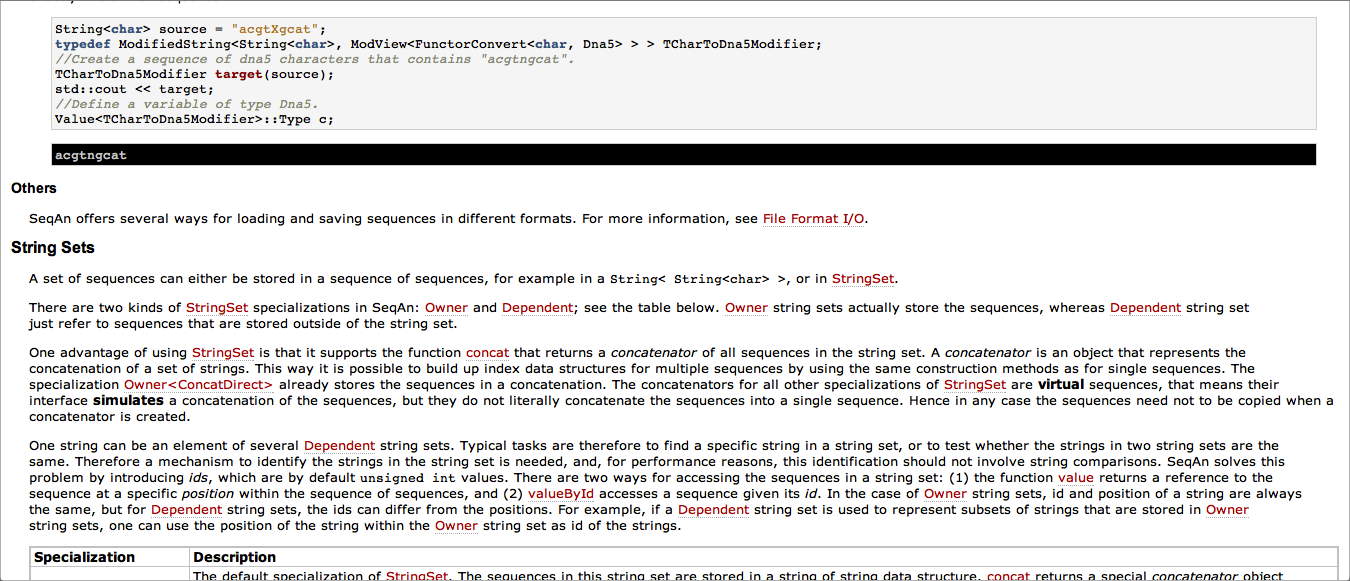 String<char> source = "acgtXgcat";
typedef ModifiedString<String<char>, ModView<FunctorConvert<char, Dna5> > > TCharToDna5Modifier;
//Create a sequence of dna5 characters that contains "acgtngcat".
TCharToDna5Modifier target(source);
std::cout << target;
//Define a variable of type Dna5.
Value<TCharToDna5Modifier>::Type c;
acgtngcat
Others
SeqAn offers several ways for loading and saving sequences in different formats. For more information, see File Format I/O.
String Sets
A set of sequences can either be stored in a sequence of sequences, for example in a String< String<char> >, or in StringSet.
There are two kinds of StringSet specializations in SeqAn: Owner and Dependent; see the table below. Owner string sets actually store the sequences, whereas Dependent string set
just refer to sequences that are stored outside of the string set.
One advantage of using StringSet is that it supports the function concat that returns a concatenator of all sequences in the string set. A concatenator is an object that represents the
concatenation of a set of strings. This way it is possible to build up index data structures for multiple sequences by using the same construction methods as for single sequences. The
specialization Owner<ConcatDirect> already stores the sequences in a concatenation. The concatenators for all other specializations of StringSet are virtual sequences, that means their
interface simulates a concatenation of the sequences, but they do not literally concatenate the sequences into a single sequence. Hence in any case the sequences need not to be copied when a
concatenator is created.
One string can be an element of several Dependent string sets. Typical tasks are therefore to find a specific string in a string set, or to test whether the strings in two string sets are the
same. Therefore a mechanism to identify the strings in the string set is needed, and, for performance reasons, this identification should not involve string comparisons. SeqAn solves this
problem by introducing ids, which are by default unsigned int values. There are two ways for accessing the sequences in a string set: (1) the function value returns a reference to the
sequence at a specific position within the sequence of sequences, and (2) valueById accesses a sequence given its id. In the case of Owner string sets, id and position of a string are always
the same, but for Dependent string sets, the ids can differ from the positions. For example, if a Dependent string set is used to represent subsets of strings that are stored in Owner
string sets, one can use the position of the string within the Owner string set as id of the strings.
Specialization Description
The default specialization of StringSet. The sequences in this string set are stored in a string of string data structure. concat returns a special concatenator object